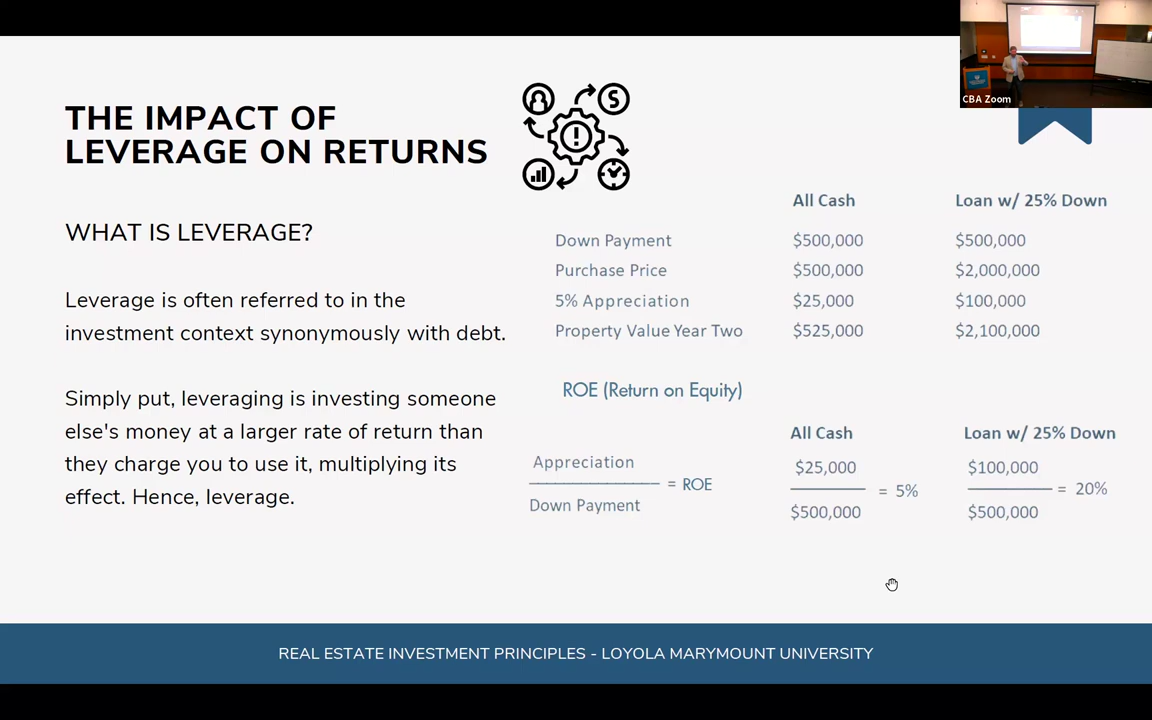 CBA Zoom
THE IMPACT OF
LEVERAGE ON RETURNS
WHAT IS LEVERAGE?
Leverage is often referred to in the
investment context synonymously with debt.
Simply put, leveraging is investing someone
else's money at a larger rate of return than
they charge you to use it, multiplying its
effect. Hence, leverage.
All Cash Loan w/ 25% Down
Down Payment $500,000 $500,000
Purchase Price $500,000 $2,000,000
5% Appreciation $25,000 $100,000
Property Value Year Two $525,000 $2,100,000
ROE (Return on Equity)
All Cash Loan w/ 25% Down
Appreciation $25,000 $100,000
= ROE = 5% = 20%
Down Payment $500,000 $500,000
REAL ESTATE INVESTMENT PRINCIPLES - LOYOLA MARYMOUNT UNIVERSITY